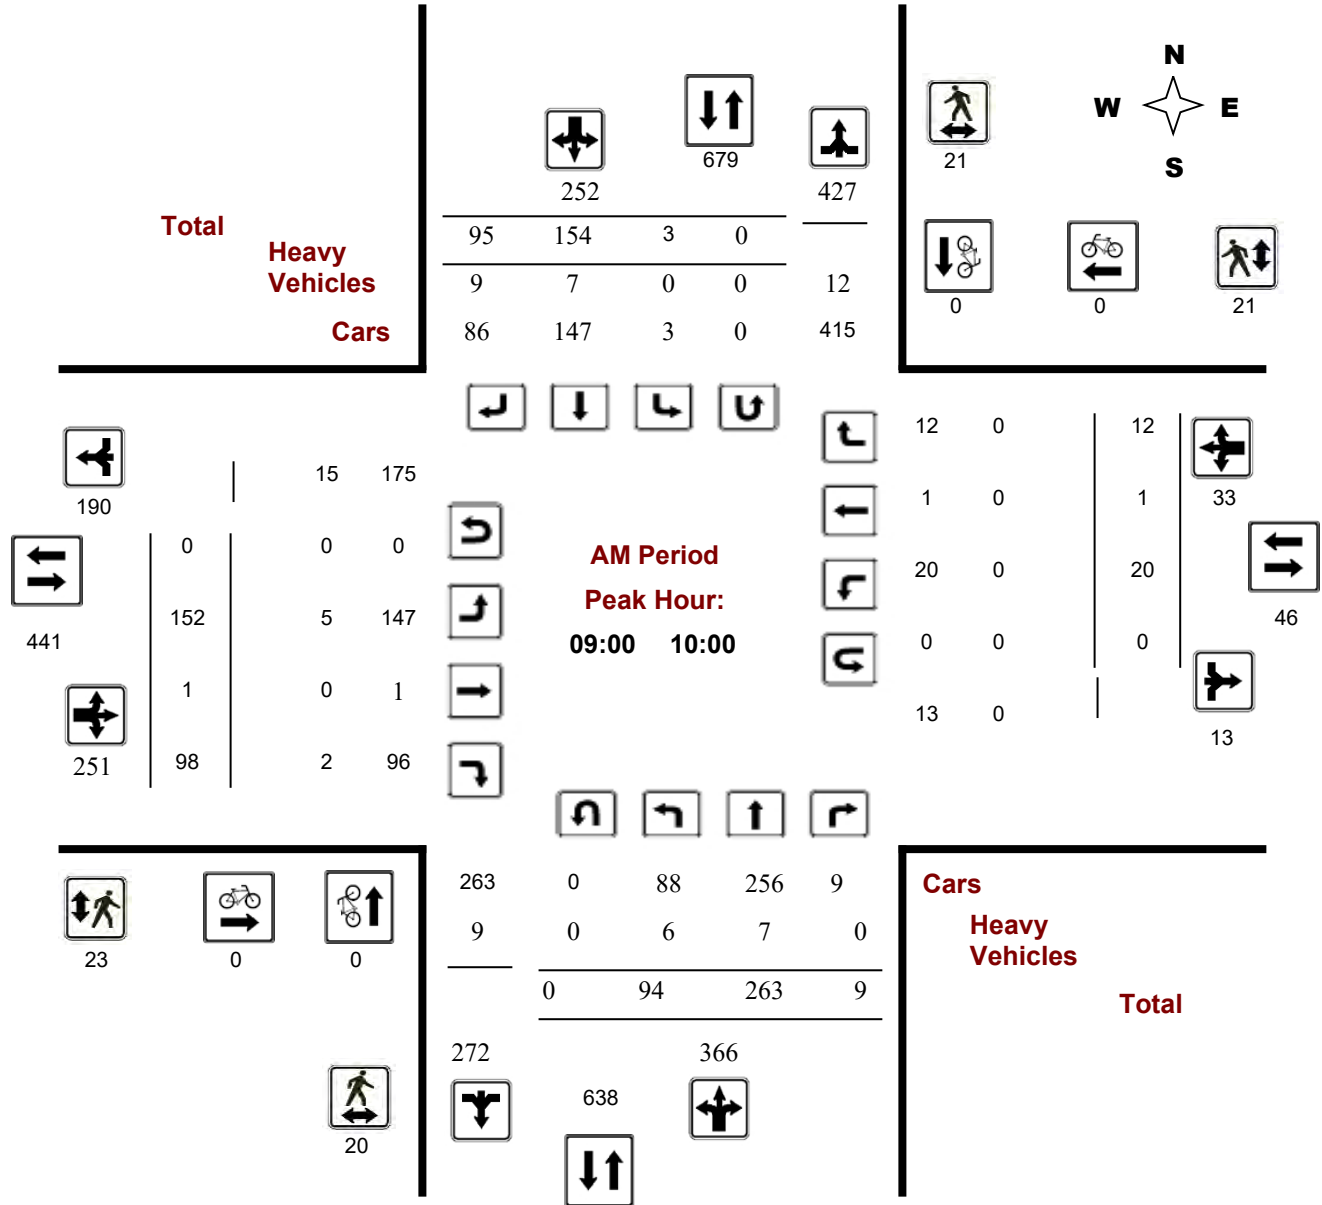 N
W E
S
679
21
252 427
Total 95 154 3 0
Heavy
Vehicles 9 7 0 0 12
Cars 86 147 3 0 415
0 0 21
12 0 12
15 175
190
1 0 1 33
0 0 0
AM Period
20 0 20
Peak Hour:
152 5 147
46
441
09:00 10:00
0 0 0
1 0 1
13 0
13
251 98 2 96
263 0 88 256 9 Cars
9 0 6 7 0 Heavy
Vehicles
23 0 0
0 94 263 9 Total
272 366
638
20